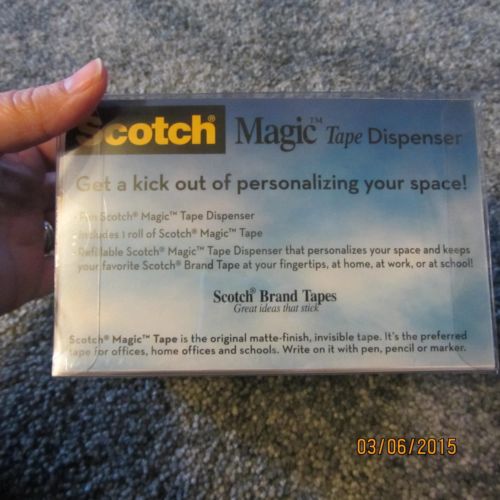 Scotch® Magic™ Tape Dispenser
Get a kick out of personalizing your space!
• Fun Scotch® Magic™ Tape Dispenser
• Includes 1 roll of Scotch® Magic™ Tape
• Refillable Scotch® Magic™ Tape Dispenser that personalizes your space and keeps
your favorite Scotch® Brand Tape at your fingertips, at home, at work, or at school!
Scotch® Brand Tapes
Great ideas that stick
Scotch® Magic™ Tape is the original matte-finish, invisible tape. It's the preferred
tape for offices, home offices and schools. Write on it with pen, pencil or marker.
03/06/2015